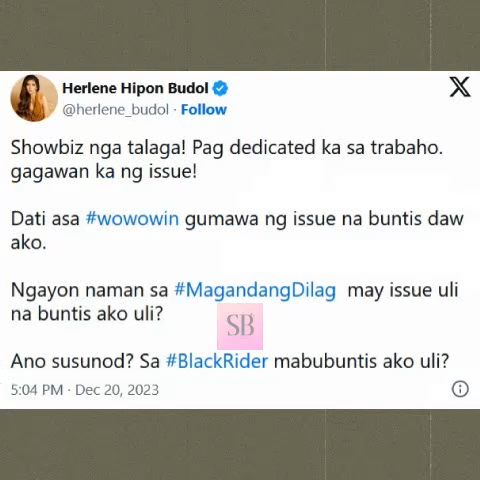 Herlene Hipon Budol
@herlene_budol · Follow
Showbiz nga talaga! Pag dedicated ka sa trabaho.
gagawan ka ng issue!
Dati asa #wowowin gumawa ng issue na buntis daw
ako.
Ngayon naman sa #MagandangDilag may issue uli
na buntis ako uli?
SB
Ano susunod? Sa #BlackRider mabubuntis ako uli?
5:04 PM · Dec 20, 2023